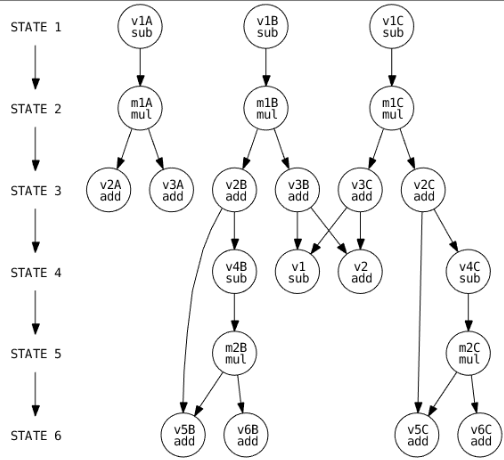 STATE 1
v1A
sub
v1B
sub
v1C
sub
STATE 2
m1A
mul
m1B
mul
m1C
mul
STATE 3
v2A
add
v3A
add
v2B
add
v3B
add
v3C
add
v2C
add
STATE 4
v4B
sub
v1
sub
v2
add
v4C
sub
STATE 5
m2B
mul
m2C
mul
STATE 6
v5B
add
v6B
add
v5C
add
v6C
add